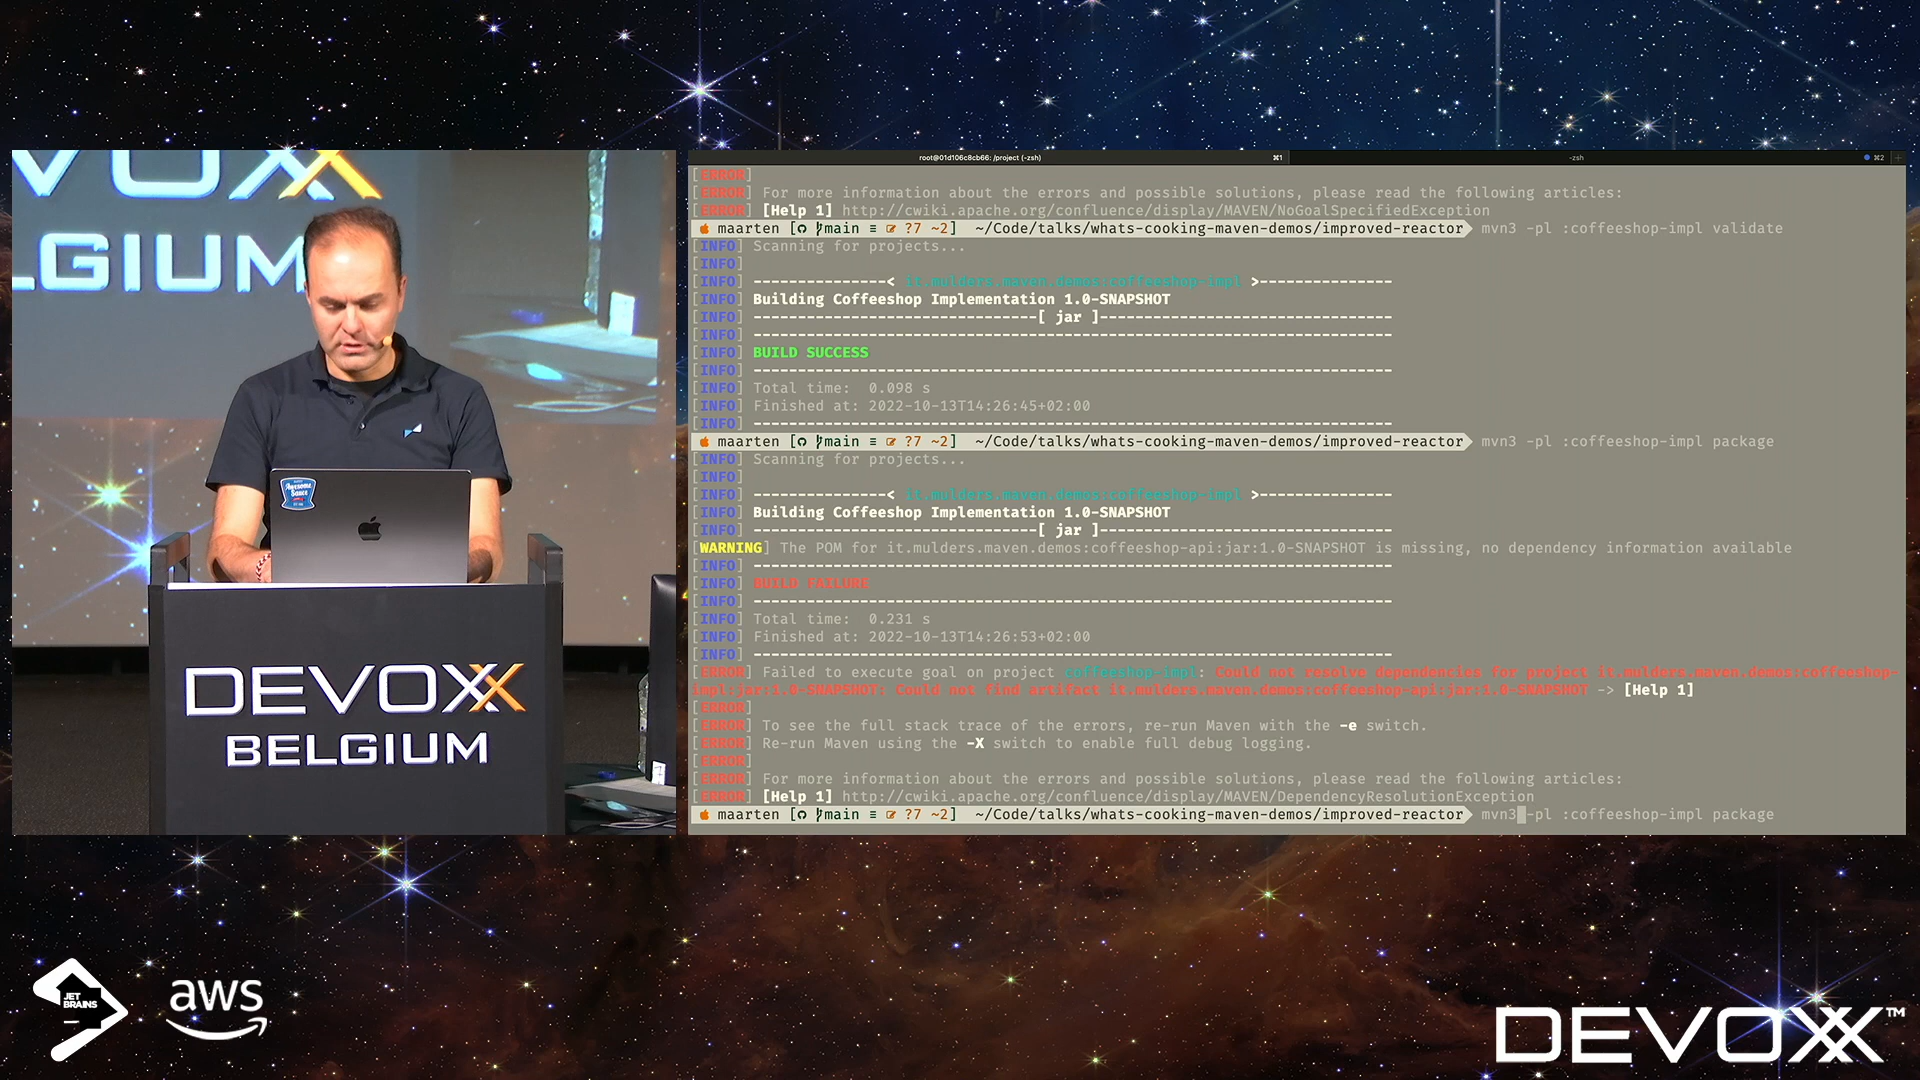 DEVOXX
BELGIUM
Awesome
Sauce
DEVOXX
BELGIUM
root@01d106c8cb66: /project (-zsh)
⌘1
-zsh
⌘2
[ERROR]
[ERROR] For more information about the errors and possible solutions, please read the following articles:
[ERROR] [Help 1] http://cwiki.apache.org/confluence/display/MAVEN/NoGoalSpecifiedException
maarten [main ≡ ?7 ~2] ~/Code/talks/whats-cooking-maven-demos/improved-reactor mvn3 -pl :coffeeshop-impl validate
[INFO] Scanning for projects...
[INFO]
[INFO] ---------------< it.mulders.maven.demos:coffeeshop-impl >---------------
[INFO] Building Coffeeshop Implementation 1.0-SNAPSHOT
[INFO] --------------------------------[ jar ]---------------------------------
[INFO] ------------------------------------------------------------------------
[INFO] BUILD SUCCESS
[INFO] ------------------------------------------------------------------------
[INFO] Total time:  0.098 s
[INFO] Finished at: 2022-10-13T14:26:45+02:00
[INFO] ------------------------------------------------------------------------
maarten [main ≡ ?7 ~2] ~/Code/talks/whats-cooking-maven-demos/improved-reactor mvn3 -pl :coffeeshop-impl package
[INFO] Scanning for projects...
[INFO]
[INFO] ---------------< it.mulders.maven.demos:coffeeshop-impl >---------------
[INFO] Building Coffeeshop Implementation 1.0-SNAPSHOT
[INFO] --------------------------------[ jar ]---------------------------------
[WARNING] The POM for it.mulders.maven.demos:coffeeshop-api:jar:1.0-SNAPSHOT is missing, no dependency information available
[INFO] ------------------------------------------------------------------------
[INFO] BUILD FAILURE
[INFO] ------------------------------------------------------------------------
[INFO] Total time:  0.231 s
[INFO] Finished at: 2022-10-13T14:26:53+02:00
[INFO] ------------------------------------------------------------------------
[ERROR] Failed to execute goal on project coffeeshop-impl: Could not resolve dependencies for project it.mulders.maven.demos:coffeeshop-
impl:jar:1.0-SNAPSHOT: Could not find artifact it.mulders.maven.demos:coffeeshop-api:jar:1.0-SNAPSHOT -> [Help 1]
[ERROR]
[ERROR] To see the full stack trace of the errors, re-run Maven with the -e switch.
[ERROR] Re-run Maven using the -X switch to enable full debug logging.
[ERROR]
[ERROR] For more information about the errors and possible solutions, please read the following articles:
[ERROR] [Help 1] http://cwiki.apache.org/confluence/display/MAVEN/DependencyResolutionException
maarten [main ≡ ?7 ~2] ~/Code/talks/whats-cooking-maven-demos/improved-reactor mvn3 -pl :coffeeshop-impl package
JET
BRAINS
aws
DEVOXX™